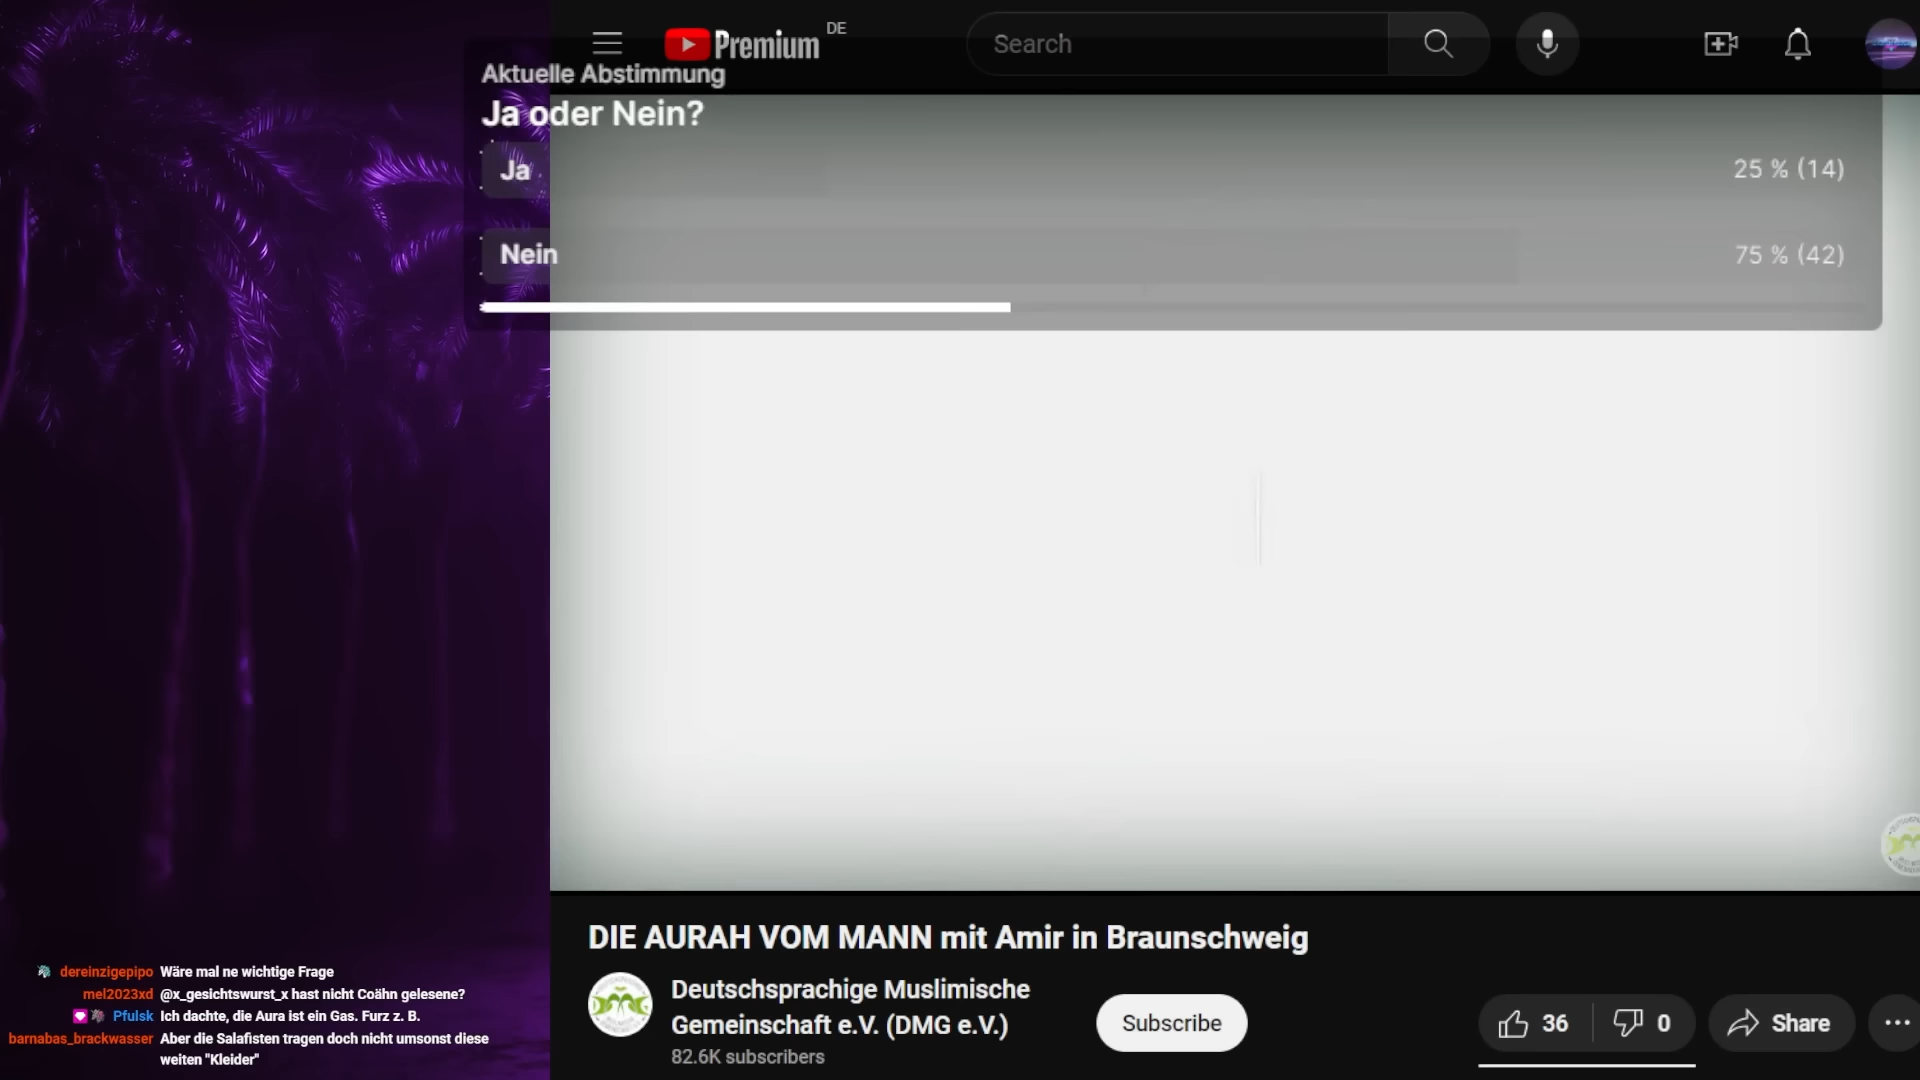 Premium DE
Search
Aktuelle Abstimmung
Ja oder Nein?
Ja 25 % (14)
Nein 75 % (42)
DIE AURAH VOM MANN mit Amir in Braunschweig
Deutschsprachige Muslimische
Gemeinschaft e.V. (DMG e.V.)
82.6K subscribers
Subscribe
36
0
Share
dereinzigepipo Wäre mal ne wichtige Frage
mel2023xd @x_gesichtswurst_x hast nicht Coähn gelesene?
Pfulsk Ich dachte, die Aura ist ein Gas. Furz z. B.
barnabas_brackwasser Aber die Salafisten tragen doch nicht umsonst diese
weiten "Kleider"